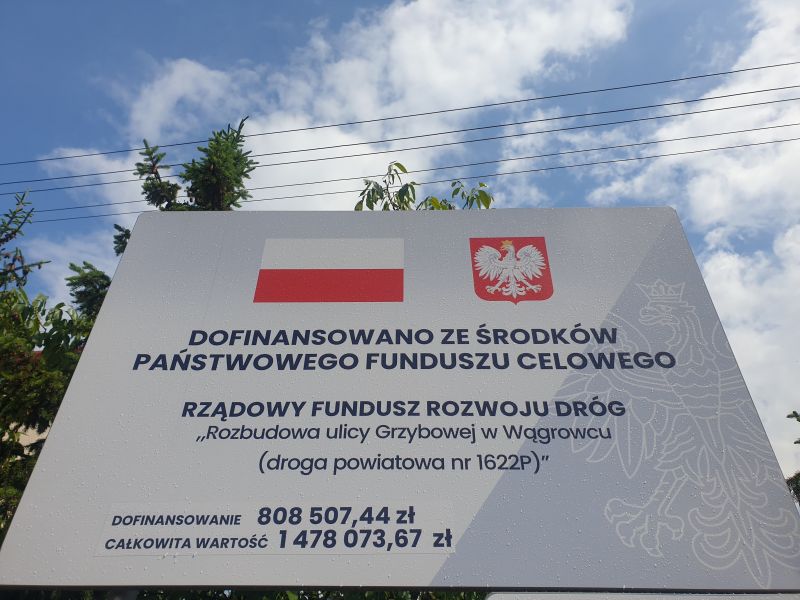 DOFINANSOWANO ZE ŚRODKÓW
PAŃSTWOWEGO FUNDUSZU CELOWEGO
RZĄDOWY FUNDUSZ ROZWOJU DRÓG
,,Rozbudowa ulicy Grzybowej w Wągrowcu
(droga powiatowa nr 1622P)”
DOFINANSOWANIE 808 507,44 zł
CAŁKOWITA WARTOŚĆ 1 478 073,67 zł